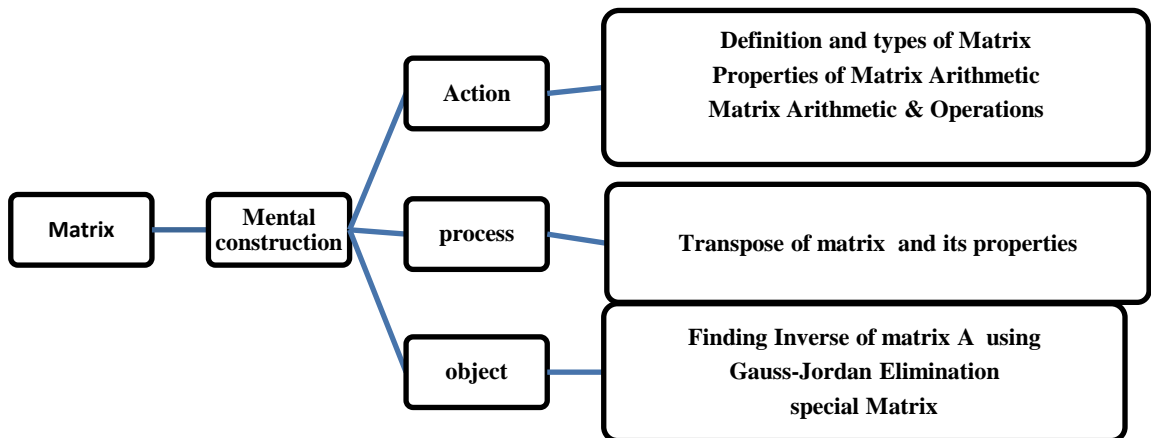 Matrix
Mental
construction
Action
Definition and types of Matrix
Properties of Matrix Arithmetic
Matrix Arithmetic & Operations
process
Transpose of matrix and its properties
object
Finding Inverse of matrix A using
Gauss-Jordan Elimination
special Matrix